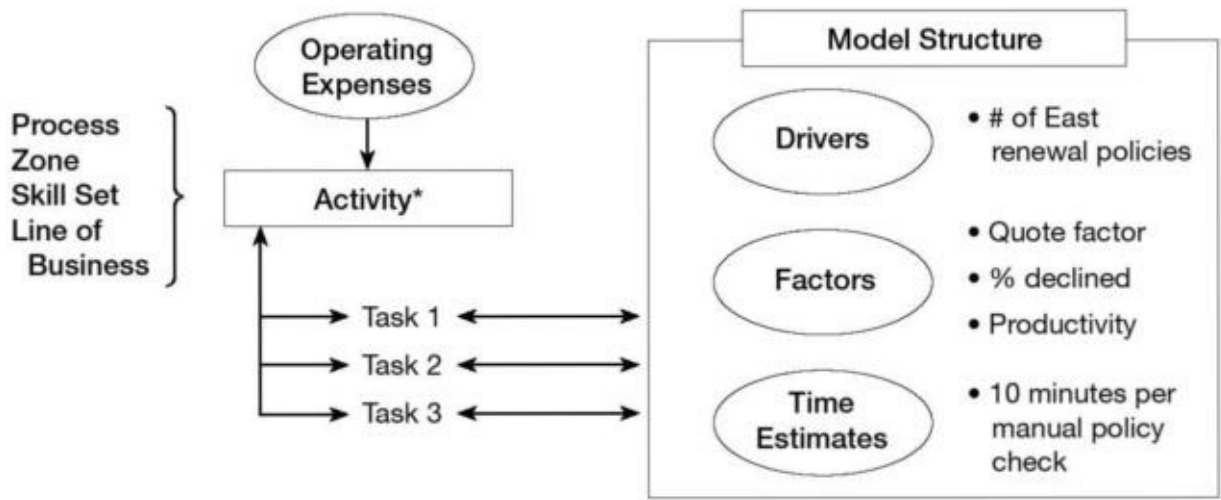 Operating
Expenses
Process
Zone
Skill Set
Line of
Business
Activity*
Task 1
Task 2
Task 3
Model Structure
Drivers
• # of East
renewal policies
Factors
• Quote factor
• % declined
• Productivity
Time
Estimates
• 10 minutes per
manual policy
check